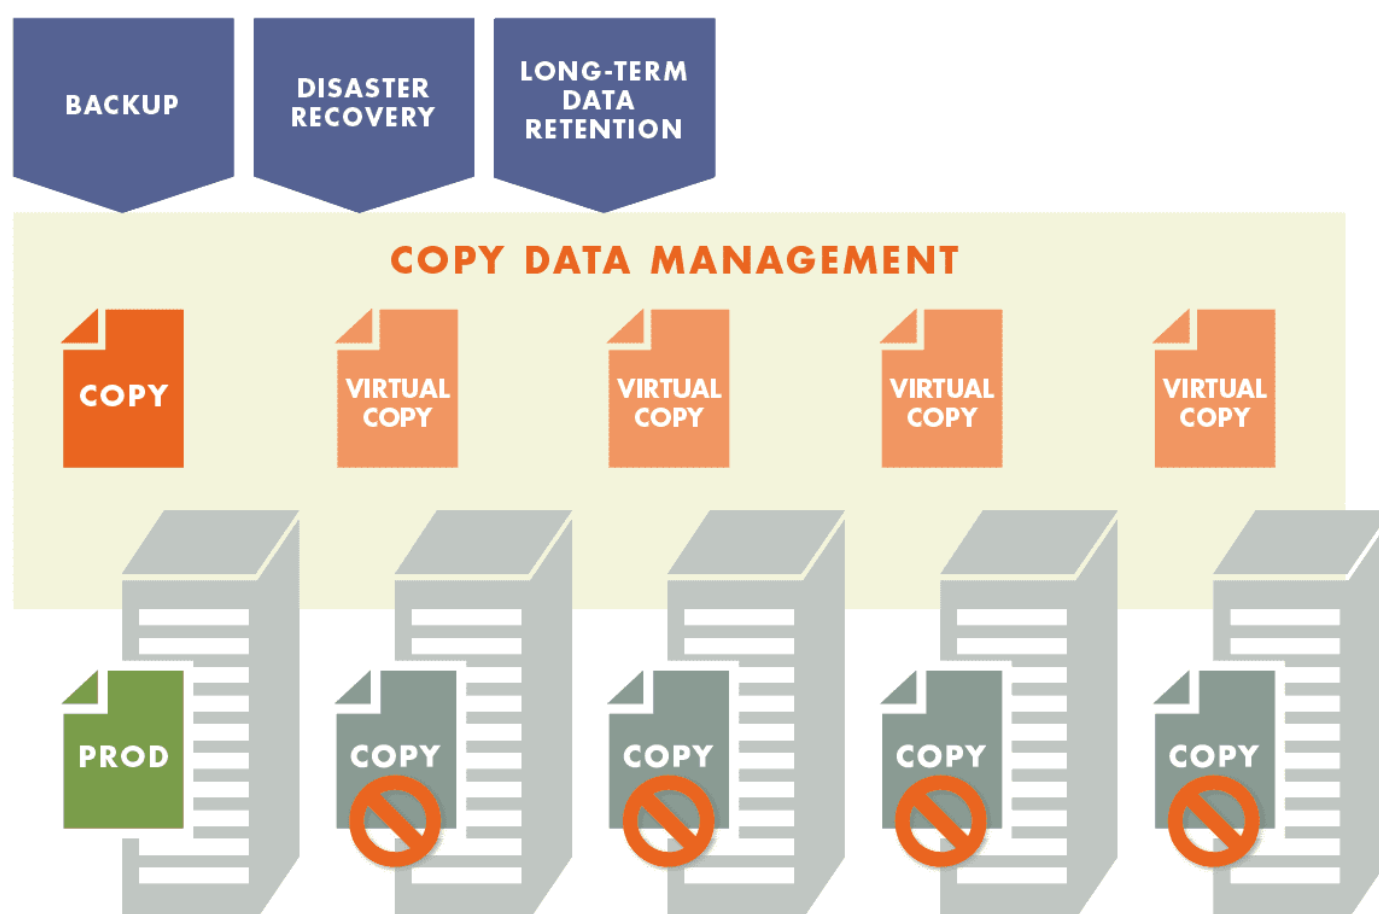 BACKUP
DISASTER
RECOVERY
LONG-TERM
DATA
RETENTION
COPY DATA MANAGEMENT
COPY
VIRTUAL
COPY
VIRTUAL
COPY
VIRTUAL
COPY
VIRTUAL
COPY
PROD
COPY
COPY
COPY
COPY